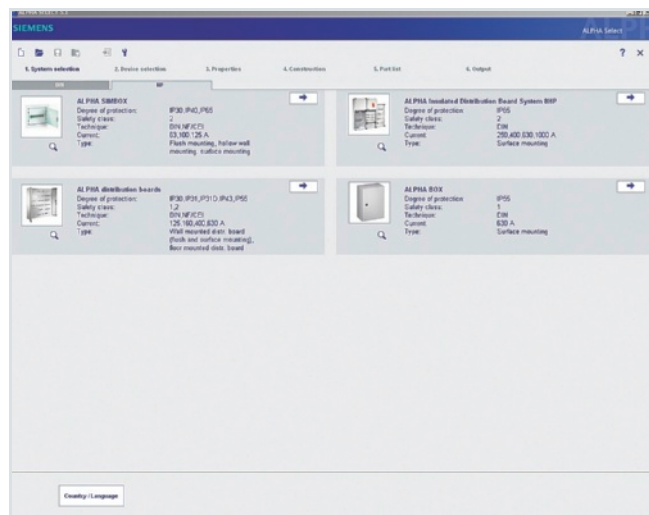 SIEMENS
ALPHA Select
1. System selection 2. Device selection 3. Properties 4. Construction 5. Part list 6. Output
ALPHA SIMBOX
Degree of protection: IP30, IP40, IP55
Safety class: 2
Technique: DIN, NF/CEI
Current: 63,100,125 A
Type: Flush mounting, hollow wall
mounting, surface mounting
ALPHA Insulated Distribution Board System 8HP
Degree of protection: IP65
Safety class: 2
Technique: DIN
Current: 250,400,630,1000 A
Type: Surface mounting
ALPHA distribution boards
Degree of protection: IP30, IP31, IP31D, IP43, IP55
Safety class: 1,2
Technique: DIN, NF/CEI
Current: 125,160,400,630 A
Type: Wall mounted distr. board
(flush and surface mounting),
floor mounted distr. board
ALPHA BOX
Degree of protection: IP55
Safety class: 1
Technique: DIN
Current: 630 A
Type: Surface mounting
Country / Language